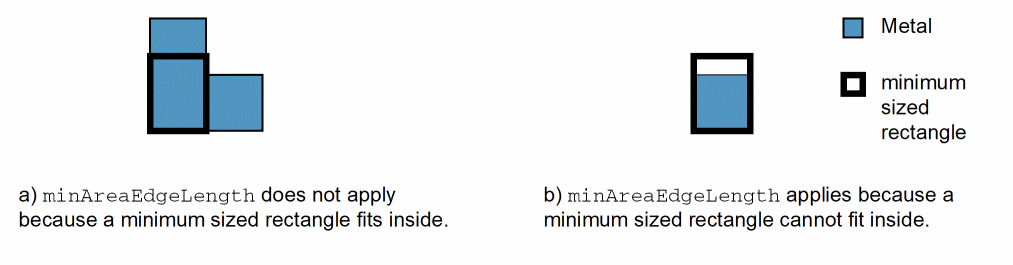 Metal
minimum
sized
rectangle
a) minAreaEdgeLength does not apply
because a minimum sized rectangle fits inside.
b) minAreaEdgeLength applies because a
minimum sized rectangle cannot fit inside.